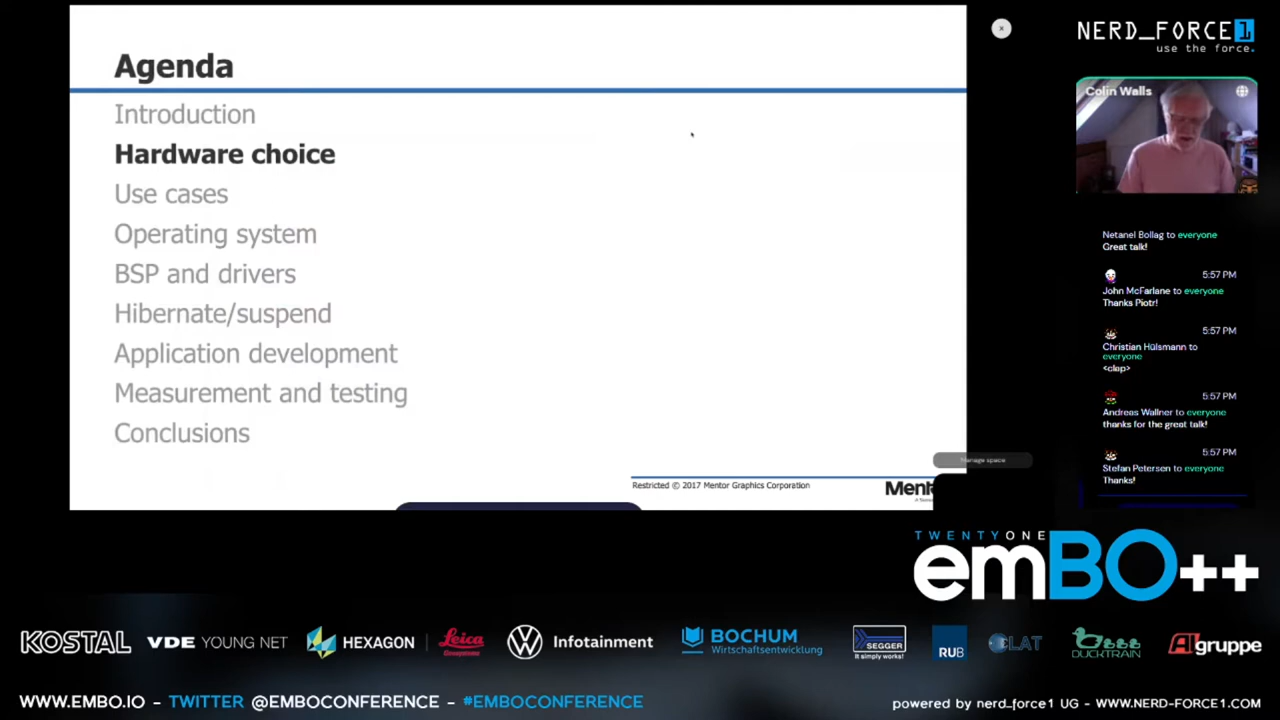 Agenda
Introduction
Hardware choice
Use cases
Operating system
BSP and drivers
Hibernate/suspend
Application development
Measurement and testing
Conclusions
Restricted © 2017 Mentor Graphics Corporation
Ment
Manage space
NERD_FORCE1
use the force.
Colin Walls
Netanel Bollag to everyone
Great talk!
5:57 PM
John McFarlane to everyone
Thanks Piotr!
5:57 PM
Christian Hülsmann to
everyone
<clap>
5:57 PM
Andreas Wallner to everyone
thanks for the great talk!
5:57 PM
Stefan Petersen to everyone
Thanks!
TWENTYONE
emBO++
KOSTAL
VDE YOUNG NET
HEXAGON
Leica
Geosystems
Infotainment
BOCHUM
Wirtschaftsentwicklung
SEGGER
It simply works!
RUB
DUCKTRAIN
gruppe
WWW.EMBO.IO - TWITTER @EMBOCONFERENCE - #EMBOCONFERENCE
powered by nerd_force1 UG - WWW.NERD-FORCE1.COM